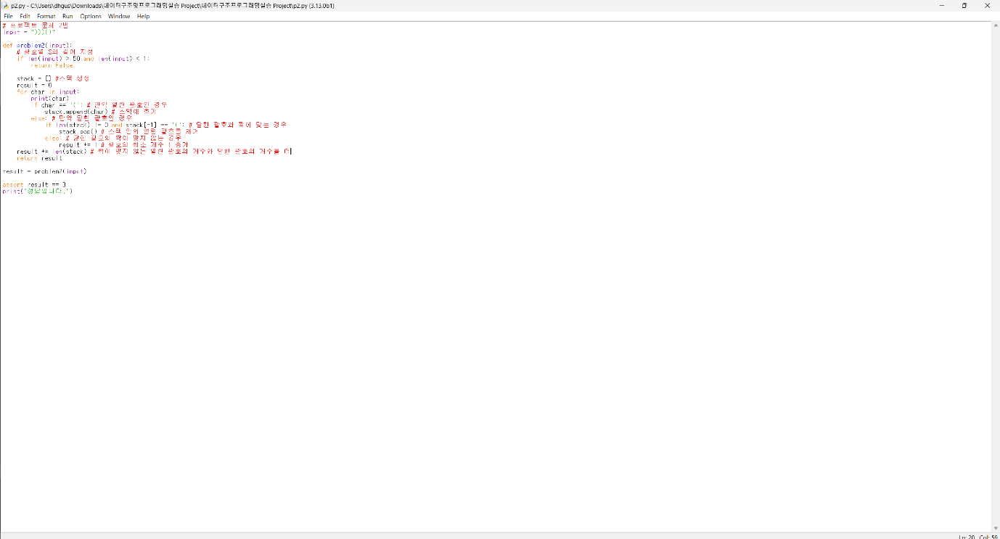 p2.py - C:\Users\dhgus\Downloads\데이터구조및프로그래밍실습 Project\데이터구조프로그래밍실습 Project\p2.py (3.13.0b1)
File Edit Format Run Options Window Help
# 프로젝트 문제 2번
input = ")))()"
def problem2(input):
# 괄호열 S의 길이 지정
if len(input) > 50 and len(input) < 1:
return False
stack = [] #스택 생성
result = 0
for char in input:
print(char)
if char == '(': # 만약 열린 괄호인 경우
stack.append(char) # 스택에 추가
else: # 만약 닫힌 괄호인 경우
if len(stack) != 0 and stack[-1] == '(': # 닫힌 괄호와 짝이 맞는 경우
stack.pop() # 스택 안의 열린 괄호를 제거
else: # 닫힌 괄호와 짝이 맞지 않는 경우
result += 1 # 괄호의 최소 개수 1 증가
result += len(stack) # 짝이 맞지 않는 열린 괄호의 개수와 닫힌 괄호의 개수를 더
return result
result = problem2(input)
assert result == 3
print("정답입니다.")
Ln: 20 Col: 59